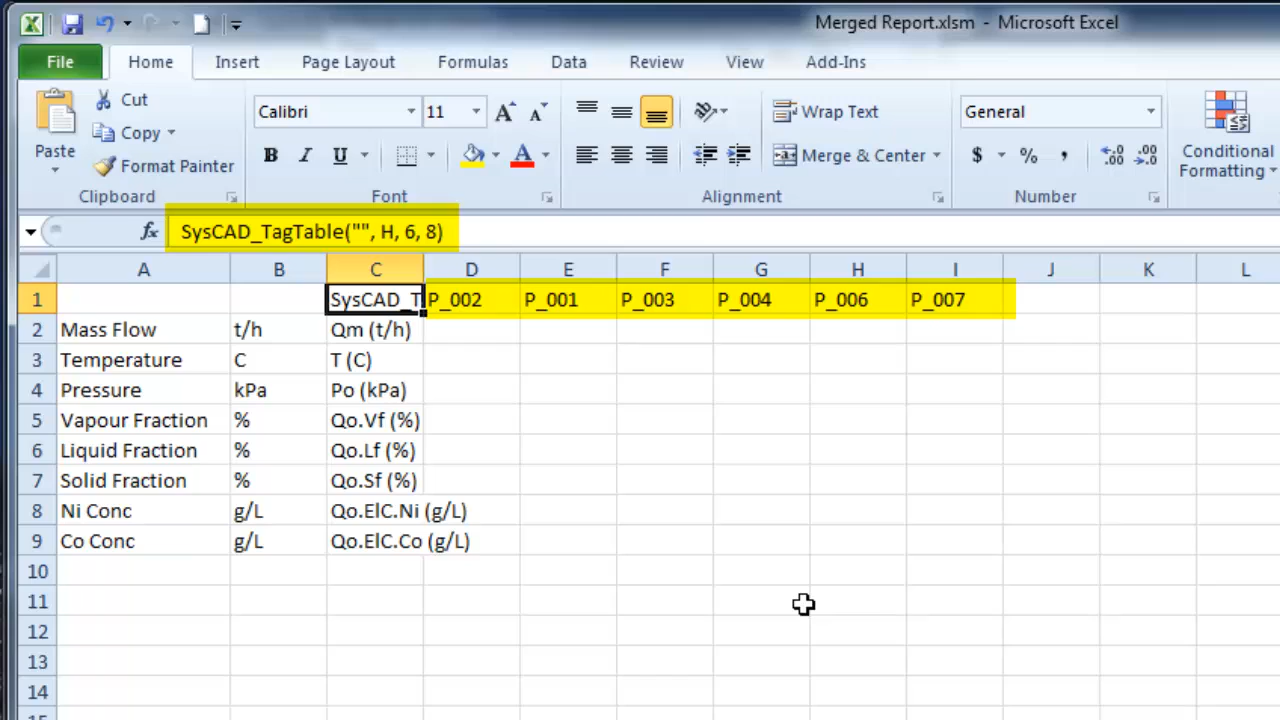 Merged Report.xlsm - Microsoft Excel
File Home Insert Page Layout Formulas Data Review View Add-Ins
Paste
Cut
Copy
Format Painter
Clipboard
Calibri 11
B I U A
Font
Wrap Text
Merge & Center
Alignment
General
$ % ,
Number
Conditional
Formatting
fx SysCAD_TagTable("", H, 6, 8)
A B C D E F G H I J K L
1 SysCAD_T P_002 P_001 P_003 P_004 P_006 P_007
2 Mass Flow t/h Qm (t/h)
3 Temperature C T (C)
4 Pressure kPa Po (kPa)
5 Vapour Fraction % Qo.Vf (%)
6 Liquid Fraction % Qo.Lf (%)
7 Solid Fraction % Qo.Sf (%)
8 Ni Conc g/L Qo.ElC.Ni (g/L)
9 Co Conc g/L Qo.ElC.Co (g/L)
10
11
12
13
14
15